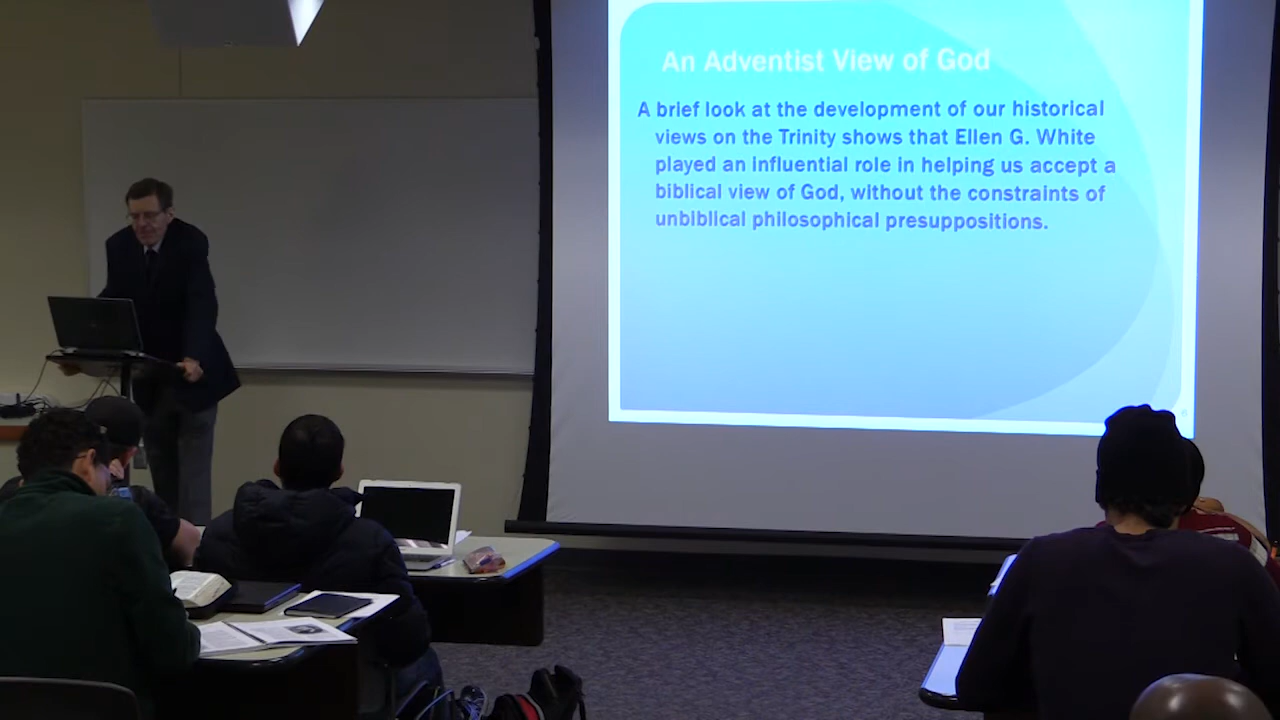 An Adventist View of God
A brief look at the development of our historical
views on the Trinity shows that Ellen G. White
played an influential role in helping us accept a
biblical view of God, without the constraints of
unbiblical philosophical presuppositions.